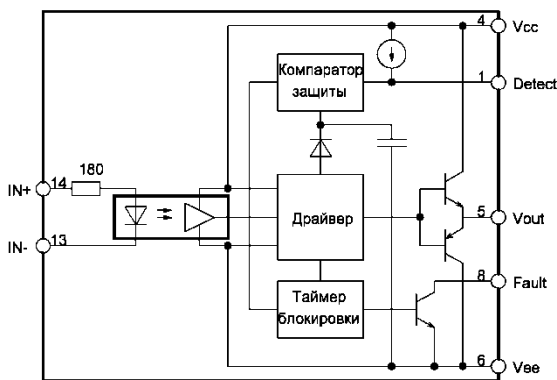 4
Vcc
Компаратор
защиты
1
Detect
180
IN+
14
Драйвер
5
Vout
IN-
13
8
Fault
Таймер
блокировки
6
Vee